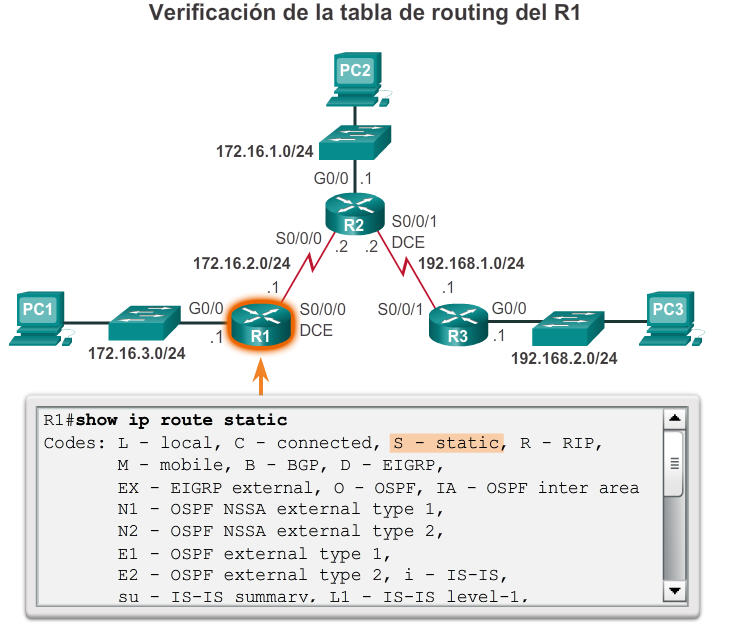 Verificación de la tabla de routing del R1
PC2
172.16.1.0/24
G0/0 .1
R2
S0/0/0 .2 .2 S0/0/1
DCE
172.16.2.0/24
192.168.1.0/24
.1 .1
PC1
G0/0
.1
R1
S0/0/0
DCE
S0/0/1
R3
G0/0
.1
PC3
172.16.3.0/24
192.168.2.0/24
R1#show ip route static
Codes: L - local, C - connected, S - static, R - RIP,
M - mobile, B - BGP, D - EIGRP,
EX - EIGRP external, O - OSPF, IA - OSPF inter area
N1 - OSPF NSSA external type 1,
N2 - OSPF NSSA external type 2,
E1 - OSPF external type 1,
E2 - OSPF external type 2, i - IS-IS,
su - IS-IS summary, L1 - IS-IS level-1,